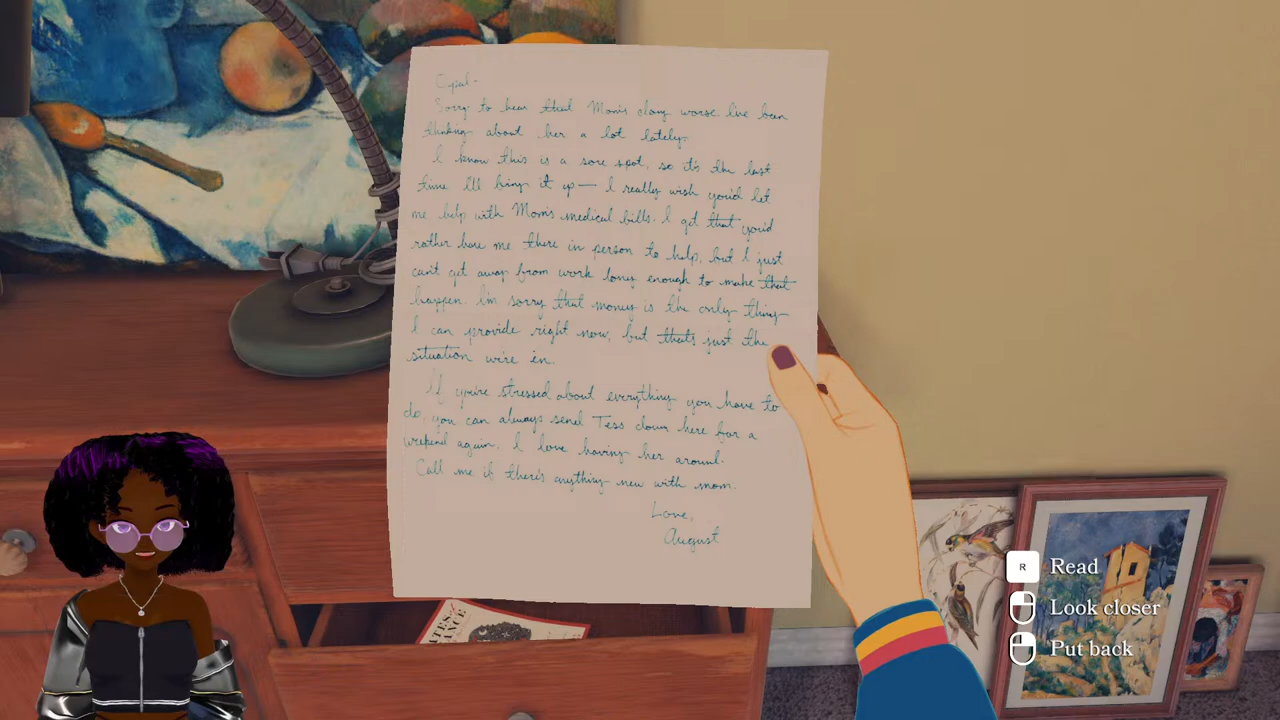 Opal-
Sorry to hear that Mom's doing worse. I've been
thinking about her a lot lately.
I know this is a sore spot, so it's the last
time I'll bring it up— I really wish you'd let
me help with Mom's medical bills. I get that you'd
rather have me there in person to help, but I just
can't get away from work long enough to make that
happen. I'm sorry that money is the only thing
I can provide right now, but that's just the
situation we're in.
If you're stressed about everything you have to
do, you can always send Tess down here for a
weekend again. I love having her around.
Call me if there's anything new with mom.
Love,
August
R Read
Look closer
Put back